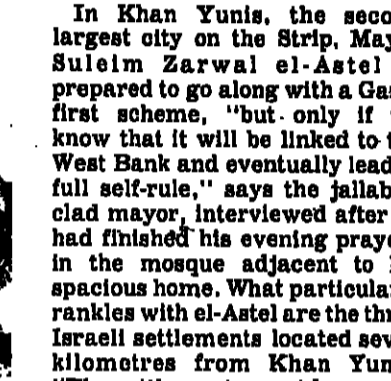 In Khan Yunis, the seco
largest city on the Strip, May
Suleim Zarwal el-Astel
prepared to go along with a Gas
first scheme, "but only if
know that it will be linked to t
West Bank and eventually lead
full self-rule," says the jallab
clad mayor, interviewed after
had finished his evening praye
in the mosque adjacent to
spacious home. What particula
rankles with el-Astel are the thr
Israeli settlements located sev
kilometres from Khan Yun